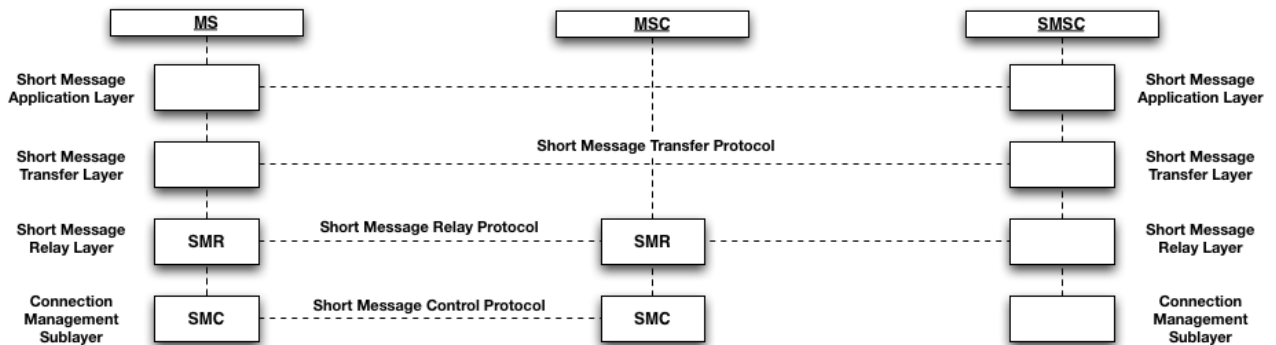 MS
MSC
SMSC
Short Message
Application Layer
Short Message
Application Layer
Short Message Transfer Protocol
Short Message
Transfer Layer
Short Message
Transfer Layer
Short Message
Relay Layer
SMR
Short Message Relay Protocol
SMR
Short Message
Relay Layer
Connection
Management
Sublayer
SMC
Short Message Control Protocol
SMC
Connection
Management
Sublayer